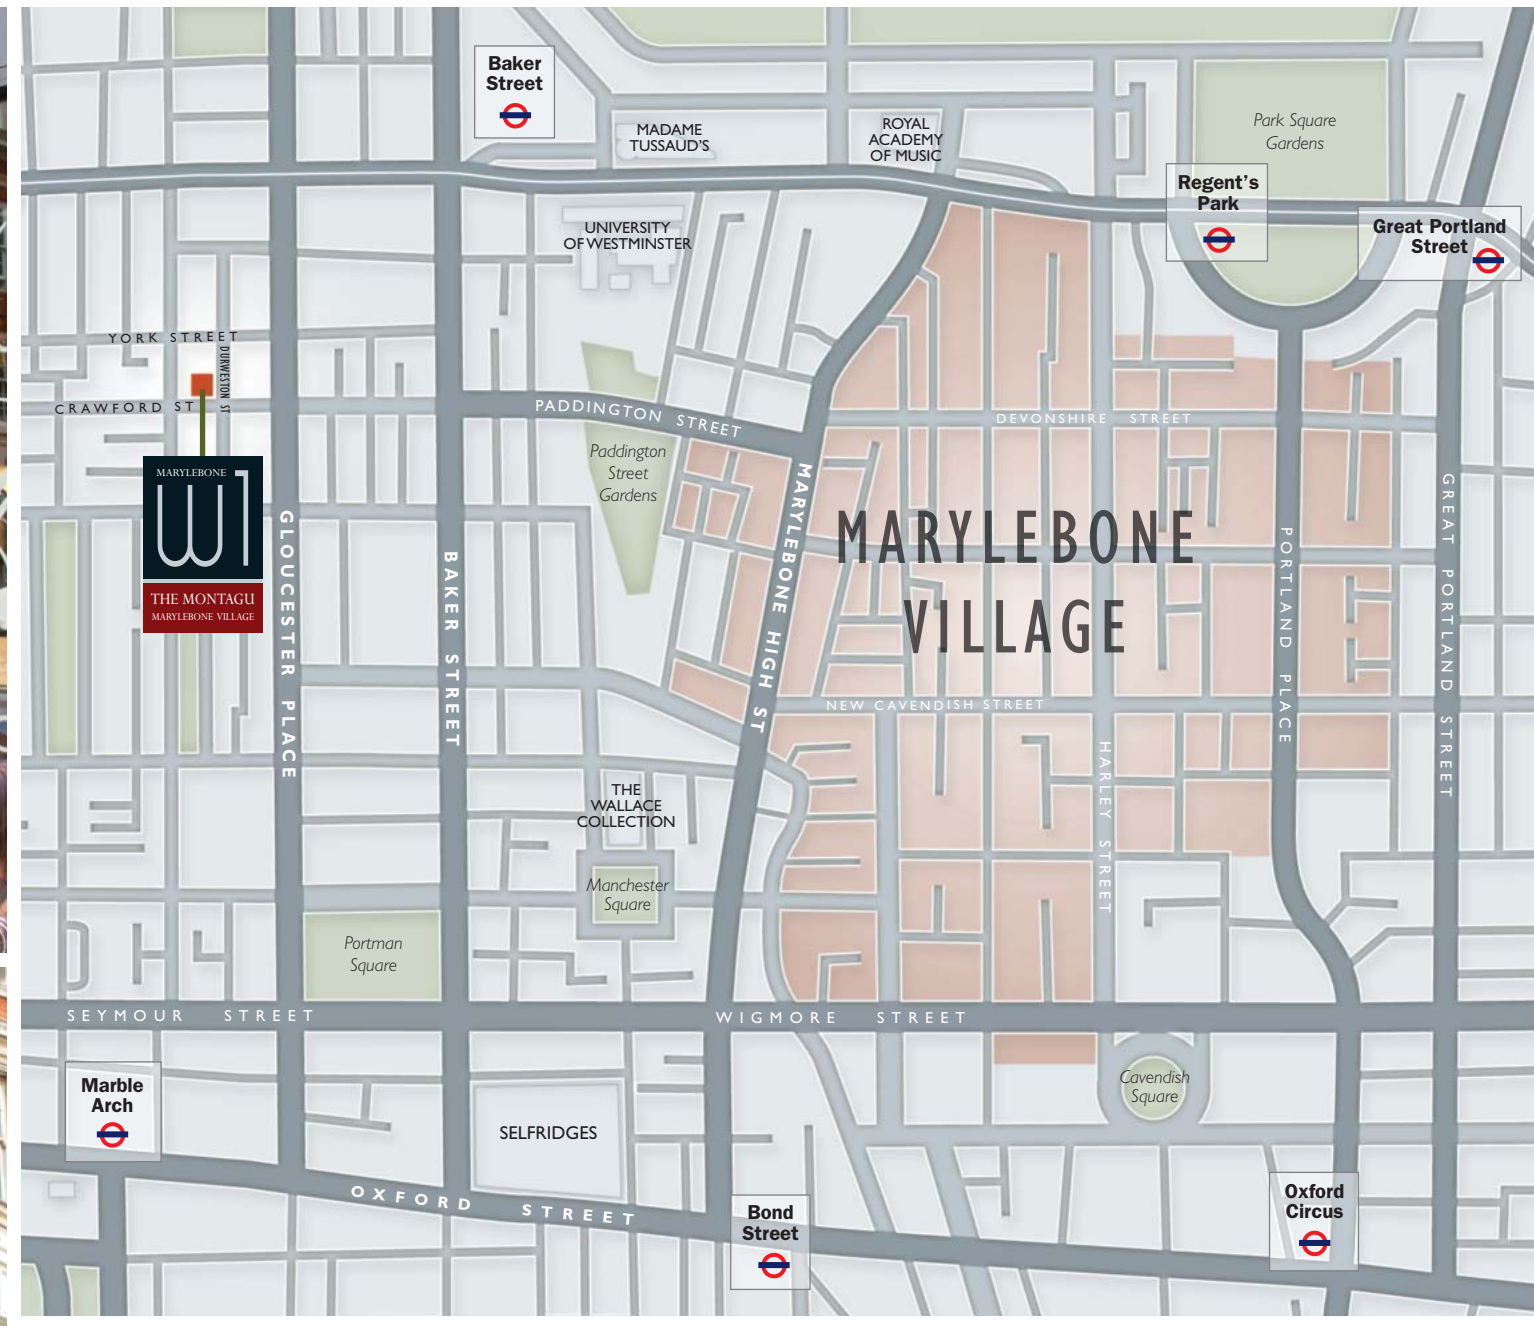 Baker
Street
MADAME
TUSSAUD'S
ROYAL
ACADEMY
OF MUSIC
Park Square
Gardens
Regent's
Park
Great Portland
Street
UNIVERSITY
OF WESTMINSTER
YORK STREET
DURWESTON ST
CRAWFORD ST
PADDINGTON STREET
DEVONSHIRE STREET
Paddington
Street
Gardens
MARYLEBONE
W1
THE MONTAGU
MARYLEBONE VILLAGE
GLOUCESTER PLACE
BAKER STREET
MARYLEBONE HIGH ST
MARYLEBONE
VILLAGE
PORTLAND PLACE
GREAT PORTLAND STREET
NEW CAVENDISH STREET
HARLEY STREET
THE
WALLACE
COLLECTION
Manchester
Square
Portman
Square
SEYMOUR STREET
WIGMORE STREET
Marble
Arch
Cavendish
Square
SELFRIDGES
OXFORD STREET
Bond
Street
Oxford
Circus